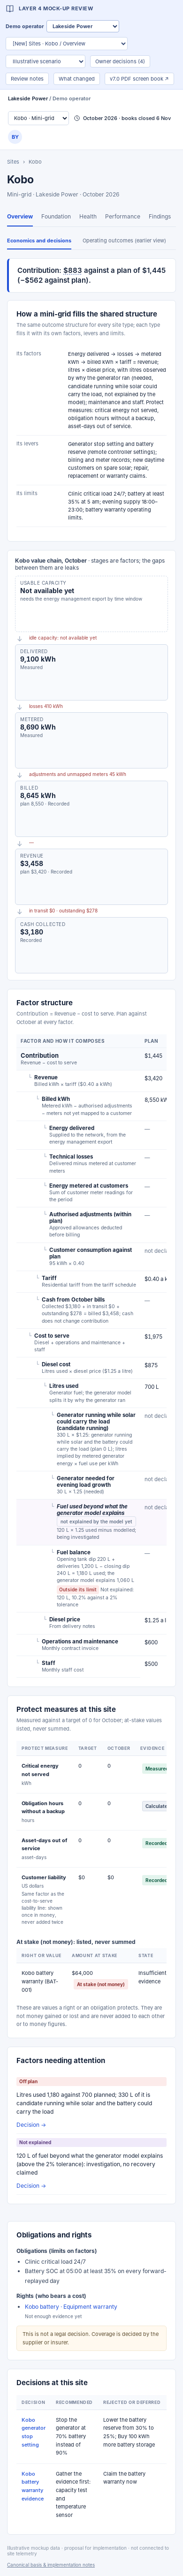 LAYER 4 MOCK-UP REVIEW
Demo operator Lakeside Power
[New] Sites · Kobo / Overview
Illustrative scenario
Owner decisions (4)
Review notes
What changed
v7.0 PDF screen book ↗
Lakeside Power / Demo operator
Kobo · Mini-grid
October 2026 · books closed 6 Nov
BY
Sites › Kobo
Kobo
Mini-grid · Lakeside Power · October 2026
Overview Foundation Health Performance Findings
Economics and decisions Operating outcomes (earlier view)
Contribution: $883 against a plan of $1,445
(−$562 against plan).
How a mini-grid fills the shared structure
The same outcome structure for every site type; each type
fills it with its own factors, levers and limits.
Its factors
Energy delivered → losses → metered
kWh → billed kWh × tariff = revenue;
litres used = diesel price, with litres observed
by why the generator ran (needed,
candidate running while solar could
carry the load, not explained by the
model); maintenance and staff. Protect
measures: critical energy not served,
obligation hours without a backup,
asset-days out of service.
Its levers
Generator stop setting and battery
reserve (remote controller settings);
billing and meter records; new daytime
customers on spare solar; repair,
replacement or warranty claims.
Its limits
Clinic critical load 24/7; battery at least
35% at 5 am; evening supply 18:00–
23:00; battery warranty operating
limits.
Kobo value chain, October · stages are factors; the gaps
between them are leaks
USABLE CAPACITY
Not available yet
needs the energy management export by time window
↓ idle capacity: not available yet
DELIVERED
9,100 kWh
Measured
↓ losses 410 kWh
METERED
8,690 kWh
Measured
↓ adjustments and unmapped meters 45 kWh
BILLED
8,645 kWh
plan 8,550 · Recorded
↓ —
REVENUE
$3,458
plan $3,420 · Recorded
↓ in transit $0 · outstanding $278
CASH COLLECTED
$3,180
Recorded
Factor structure
Contribution = Revenue − cost to serve. Plan against
October at every factor.
FACTOR AND HOW IT COMPOSES PLAN
Contribution $1,445
Revenue − cost to serve
Revenue $3,420
Billed kWh × tariff ($0.40 a kWh)
Billed kWh 8,550 kW
Metered kWh − authorised adjustments
− meters not yet mapped to a customer
Energy delivered —
Supplied to the network, from the
energy management export
Technical losses —
Delivered minus metered at customer
meters
Energy metered at customers —
Sum of customer meter readings for
the period
Authorised adjustments (within
plan) —
Approved allowances deducted
before billing
Customer consumption against
plan not decla
95 kWh × 0.40
Tariff $0.40 a k
Residential tariff from the tariff schedule
Cash from October bills —
Collected $3,180 + in transit $0 +
outstanding $278 = billed $3,458. cash
does not change contribution
Cost to serve $1,975
Diesel + operations and maintenance +
staff
Diesel cost $875
Litres used × diesel price ($1.25 a litre)
Litres used 700 L
Generator fuel; the generator model
splits it by why the generator ran
Generator running while solar
could carry the load
(candidate running) not decla
330 L × $1.25: generator running
while solar and the battery could
carry the load (plan 0 L); litres
implied by metered generator
energy × fuel use per kWh
Generator needed for
evening load growth not decla
30 L × 1.25 (needed)
Fuel used beyond what the
generator model explains not decla
not explained by the model yet
120 L × 1.25 used minus modelled;
being investigated
Fuel balance —
Opening tank dip 220 L +
deliveries 1,200 L − closing dip
240 L = 1,180 L used; the
generator model explains 1,060 L
Outside its limit Not explained:
120 L, 10.2% against a 2%
tolerance
Diesel price $1.25 a l
From delivery notes
Operations and maintenance $600
Monthly contract invoice
Staff $500
Monthly staff cost
Protect measures at this site
Measured against a target of 0 for October; at-stake values
listed, never summed.
PROTECT MEASURE TARGET OCTOBER EVIDENCE
Critical energy
not served 0 0 Measured
kWh
Obligation hours
without a backup 0 0 Calculate
hours
Asset-days out of
service 0 0 Recorded
asset-days
Customer liability $0 $0 Recorded
US dollars
Same factor as the
cost-to-serve
liability line: shown
once in money,
never added twice
At stake (not money): listed, never summed
RIGHT OR VALUE AMOUNT AT STAKE STATE
Kobo battery
warranty (BAT-
001) $64,000
At stake (not money)
Insufficient
evidence
These are values a right or an obligation protects. They are
not money gained or lost and are never added to each other
or to money figures.
Factors needing attention
Off plan
Litres used 1,180 against 700 planned; 330 L of it is
candidate running while solar and the battery could
carry the load
Decision →
Not explained
120 L of fuel beyond what the generator model explains
(above the 2% tolerance): investigation, no recovery
claimed
Decision →
Obligations and rights
Obligations (limits on factors)
• Clinic critical load 24/7
• Battery SOC at 05:00 at least 35% on every forward-
replayed day
Rights (who bears a cost)
• Kobo battery · Equipment warranty
Not enough evidence yet
This is not a legal decision. Coverage is decided by the
supplier or insurer.
Decisions at this site
DECISION RECOMMENDED REJECTED OR DEFERRED
Kobo
generator
stop
setting
Stop the
generator at
70% battery
instead of
90%
Lower the battery
reserve from 30% to
25%; Buy 100 kWh
more battery storage
Kobo
battery
warranty
evidence
Gather the
evidence first:
capacity test
and
temperature
sensor
Claim the battery
warranty now
Illustrative mockup data · proposal for implementation · not connected to
site telemetry
Canonical basis & implementation notes